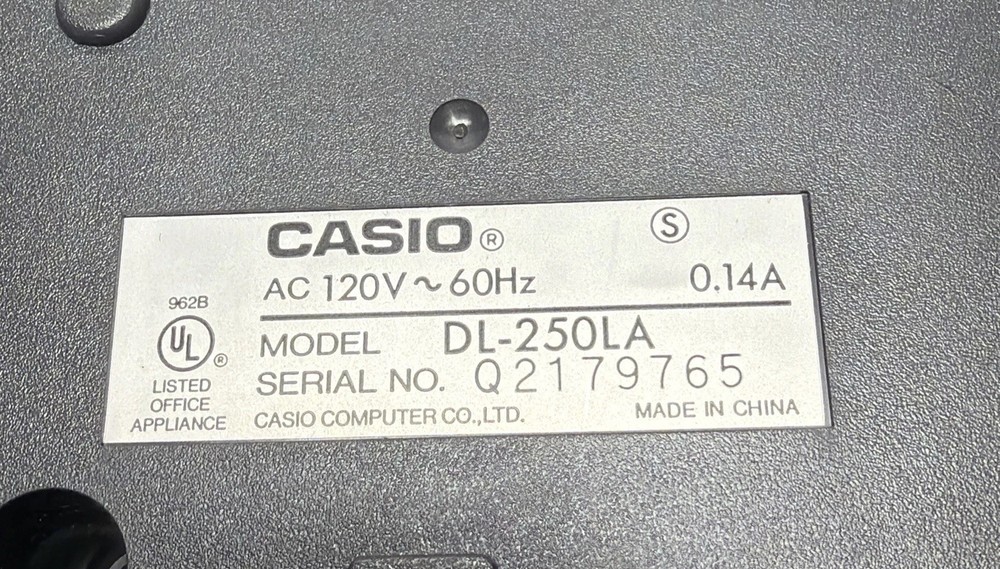 CASIO®
Ⓢ
AC 120V ~ 60Hz 0.14A
962B
UL®
LISTED
OFFICE
APPLIANCE
MODEL DL-250LA
SERIAL NO. Q2179765
CASIO COMPUTER CO.,LTD. MADE IN CHINA